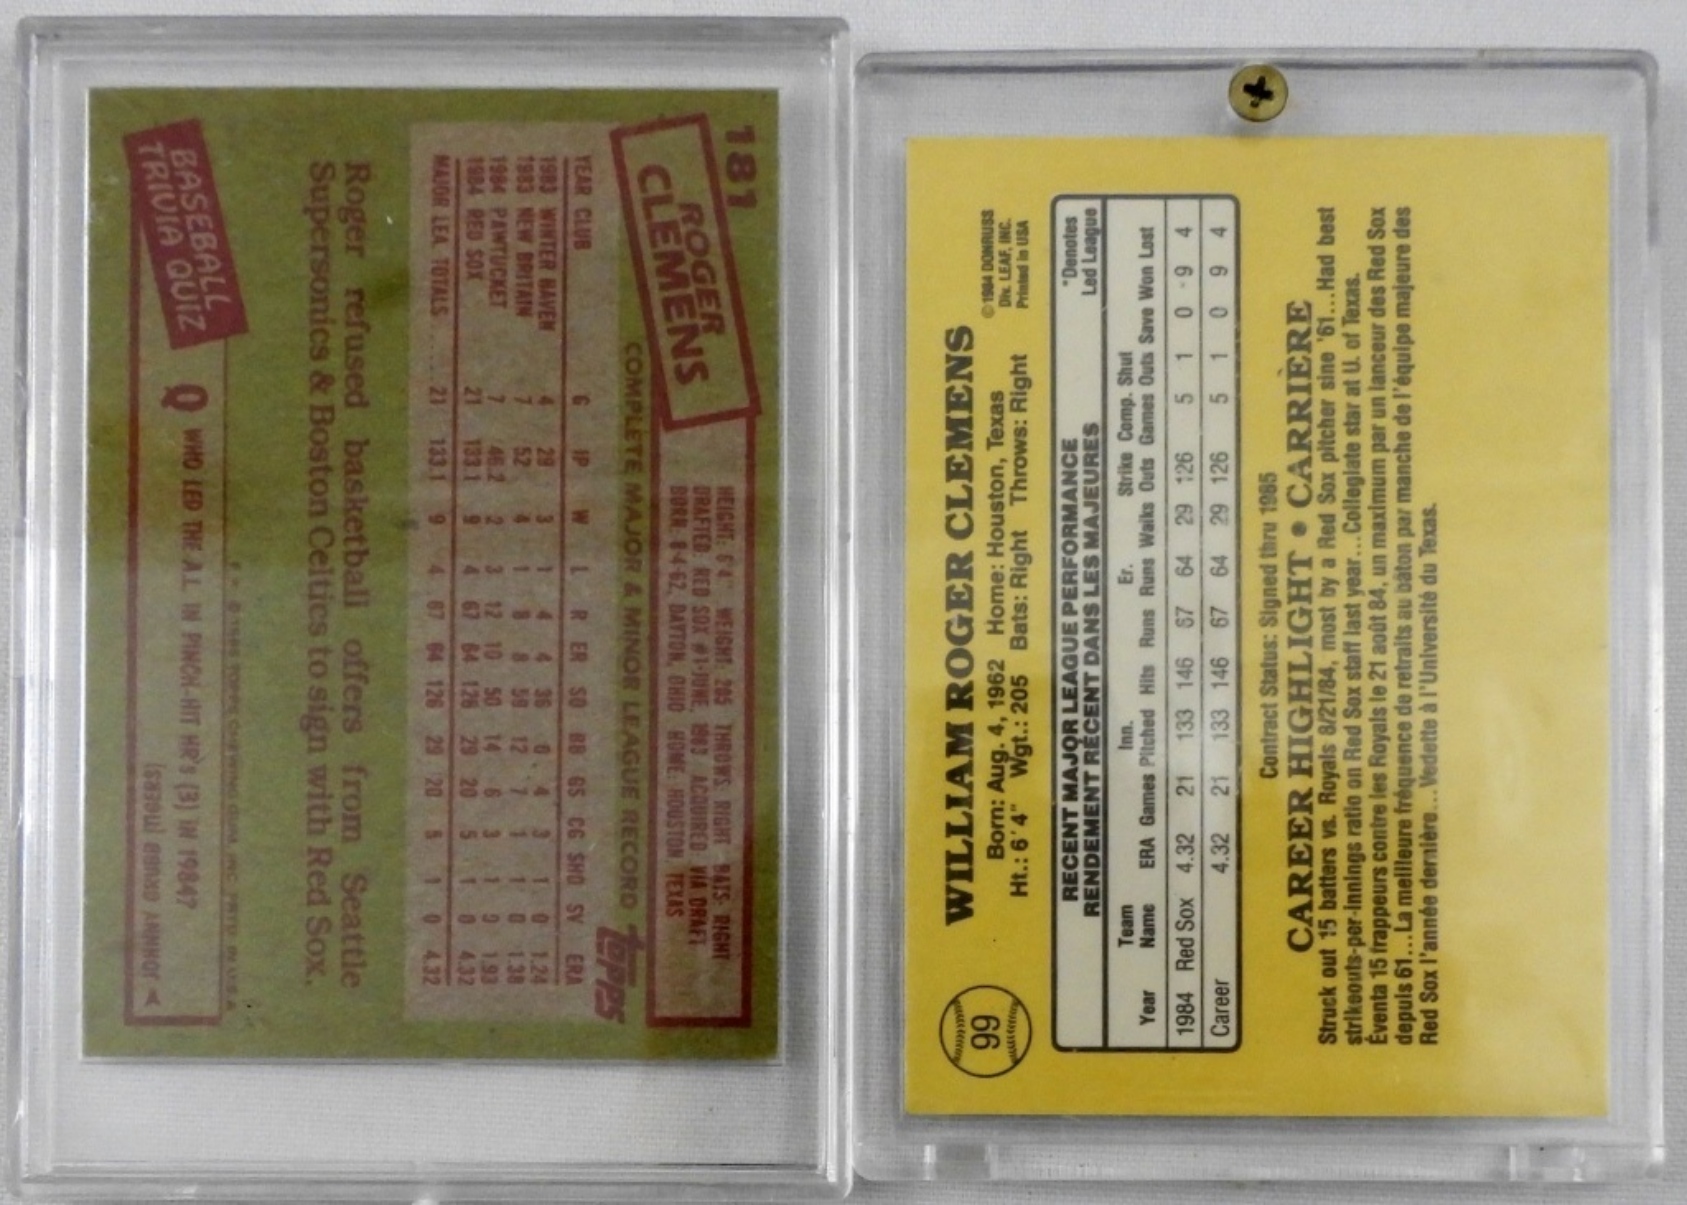 181
ROGER
CLEMENS
HEIGHT: 6'4" WEIGHT: 205 THROWS: RIGHT BATS: RIGHT
DRAFTED: RED SOX #1-JUNE, 1983 ACQUIRED: VIA DRAFT
BORN: 8-4-62, DAYTON, OHIO HOME: HOUSTON, TEXAS
COMPLETE MAJOR & MINOR LEAGUE RECORD
topps
YEAR CLUB G IP W L R ER SO BB GS CG SHO SV ERA
1983 WINTER HAVEN 4 29 3 1 4 4 36 0 4 3 1 0 1.24
1983 NEW BRITAIN 7 52 4 1 8 8 59 12 7 1 1 0 1.38
1984 PAWTUCKET 7 46.2 2 3 12 10 50 14 6 3 1 0 1.93
1984 RED SOX 21 133.1 9 4 67 64 126 29 20 5 1 0 4.32
MAJOR LEA. TOTALS..... 21 133.1 9 4 67 64 126 29 20 5 1 0 4.32
Roger refused basketball offers from Seattle
Supersonics & Boston Celtics to sign with Red Sox.
TOPPS CHEWING GUM, INC. PRTD. IN U.S.A.
BASEBALL
TRIVIA QUIZ
Q WHO LED THE A.L. IN PINCH-HIT HR's (3) IN 1984?
ANSWER
99
WILLIAM ROGER CLEMENS
Born: Aug. 4, 1962 Home: Houston, Texas
Ht.: 6'4" Wgt.: 205 Bats: Right Throws: Right
© 1984 DONRUSS
Div. LEAF, INC.
Printed in USA
RECENT MAJOR LEAGUE PERFORMANCE
RENDEMENT RÉCENT DANS LES MAJEURES
*Denotes
Led League
Team Inn. Er. Strike Comp. Shut
Year Name ERA Games Pitched Hits Runs Runs Walks Outs Games Outs Save Won Lost
1984 Red Sox 4.32 21 133 146 67 64 29 126 5 1 0 9 4
Career 4.32 21 133 146 67 64 29 126 5 1 0 9 4
Contract Status: Signed thru 1985
CAREER HIGHLIGHT • CARRIÈRE
Struck out 15 batters vs. Royals 8/21/84, most by a Red Sox pitcher sine '61...Had best
strikeouts-per-innings ratio on Red Sox staff last year...Collegiate star at U. of Texas.
Éventa 15 frappeurs contre les Royals le 21 août 84, un maximum par un lanceur des Red Sox
depuis 61...La meilleure fréquence de retraits au bâton par manche de l'équipe majeure des
Red Sox l'année dernière...Vedette à l'Université du Texas.